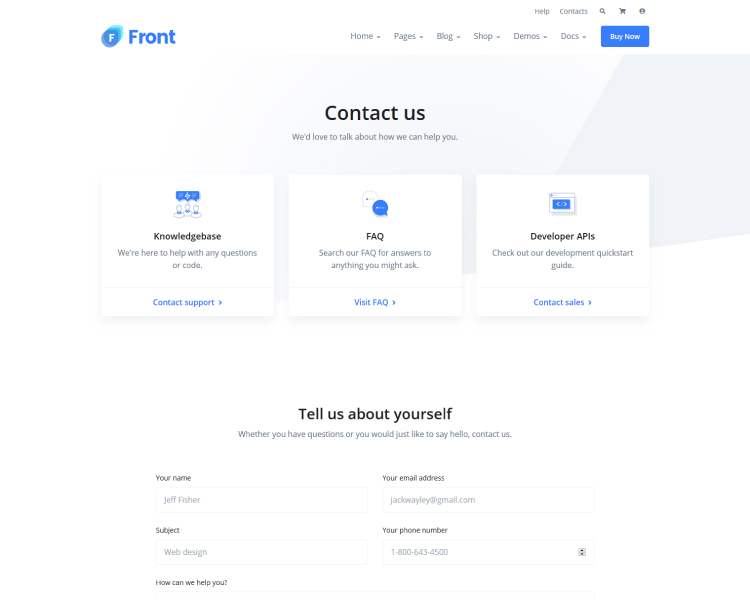 Help Contacts
F Front
Home Pages Blog Shop Demos Docs Buy Now
Contact us
We'd love to talk about how we can help you.
Knowledgebase
We're here to help with any questions
or code.
Contact support
FAQ
Search our FAQ for answers to
anything you might ask.
Visit FAQ
Developer APIs
Check out our development quickstart
guide.
Contact sales
Tell us about yourself
Whether you have questions or you would just like to say hello, contact us.
Your name
Jeff Fisher
Your email address
jackwayley@gmail.com
Subject
Web design
Your phone number
1-800-643-4500
How can we help you?